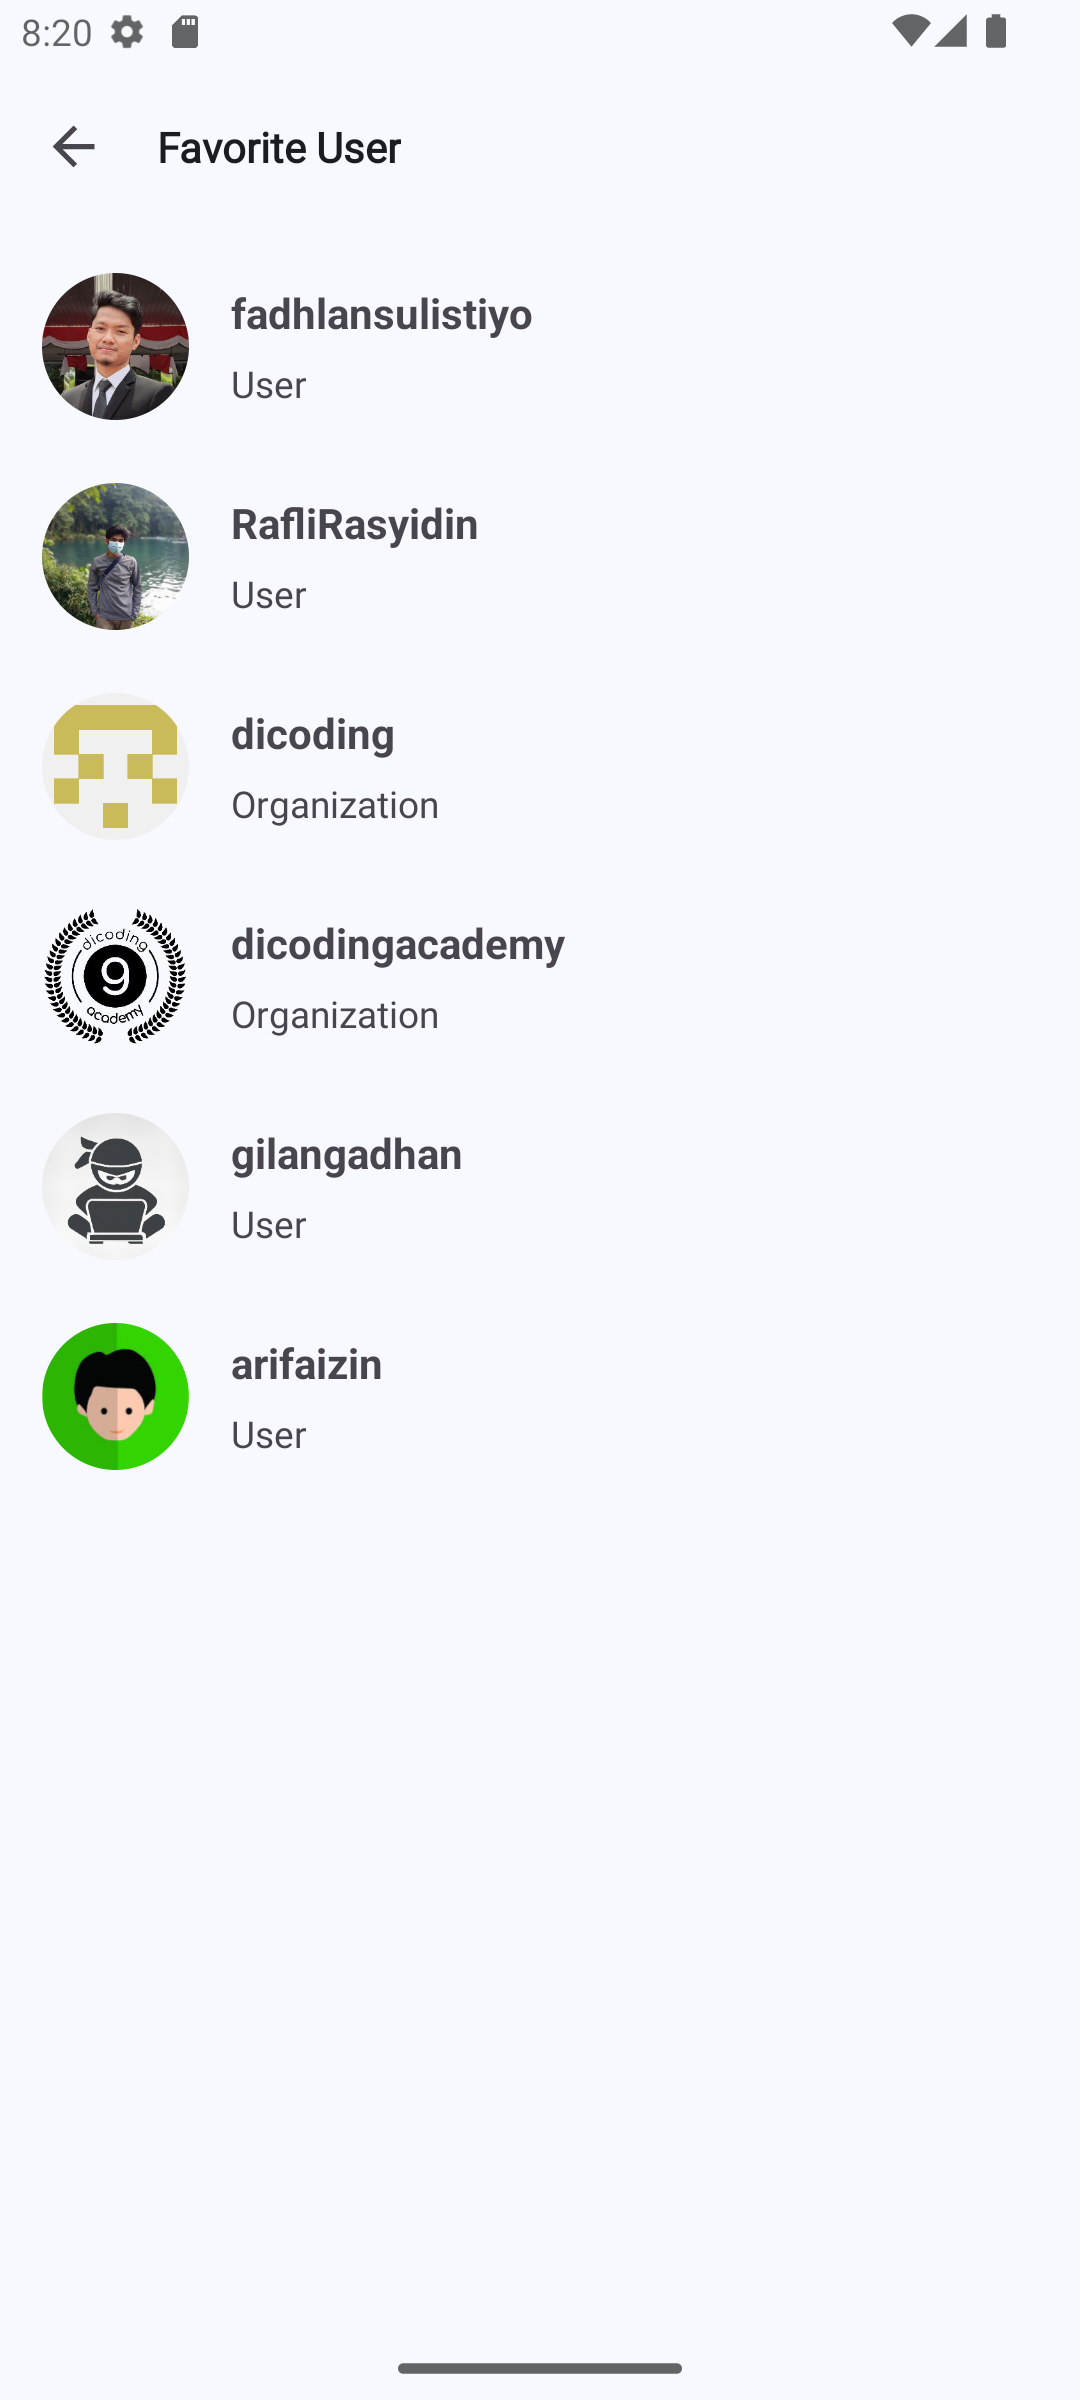 8:20
Favorite User
fadhlansulistiyo
User
RafliRasyidin
User
dicoding
Organization
dicoding
9
academy
dicodingacademy
Organization
gilangadhan
User
arifaizin
User